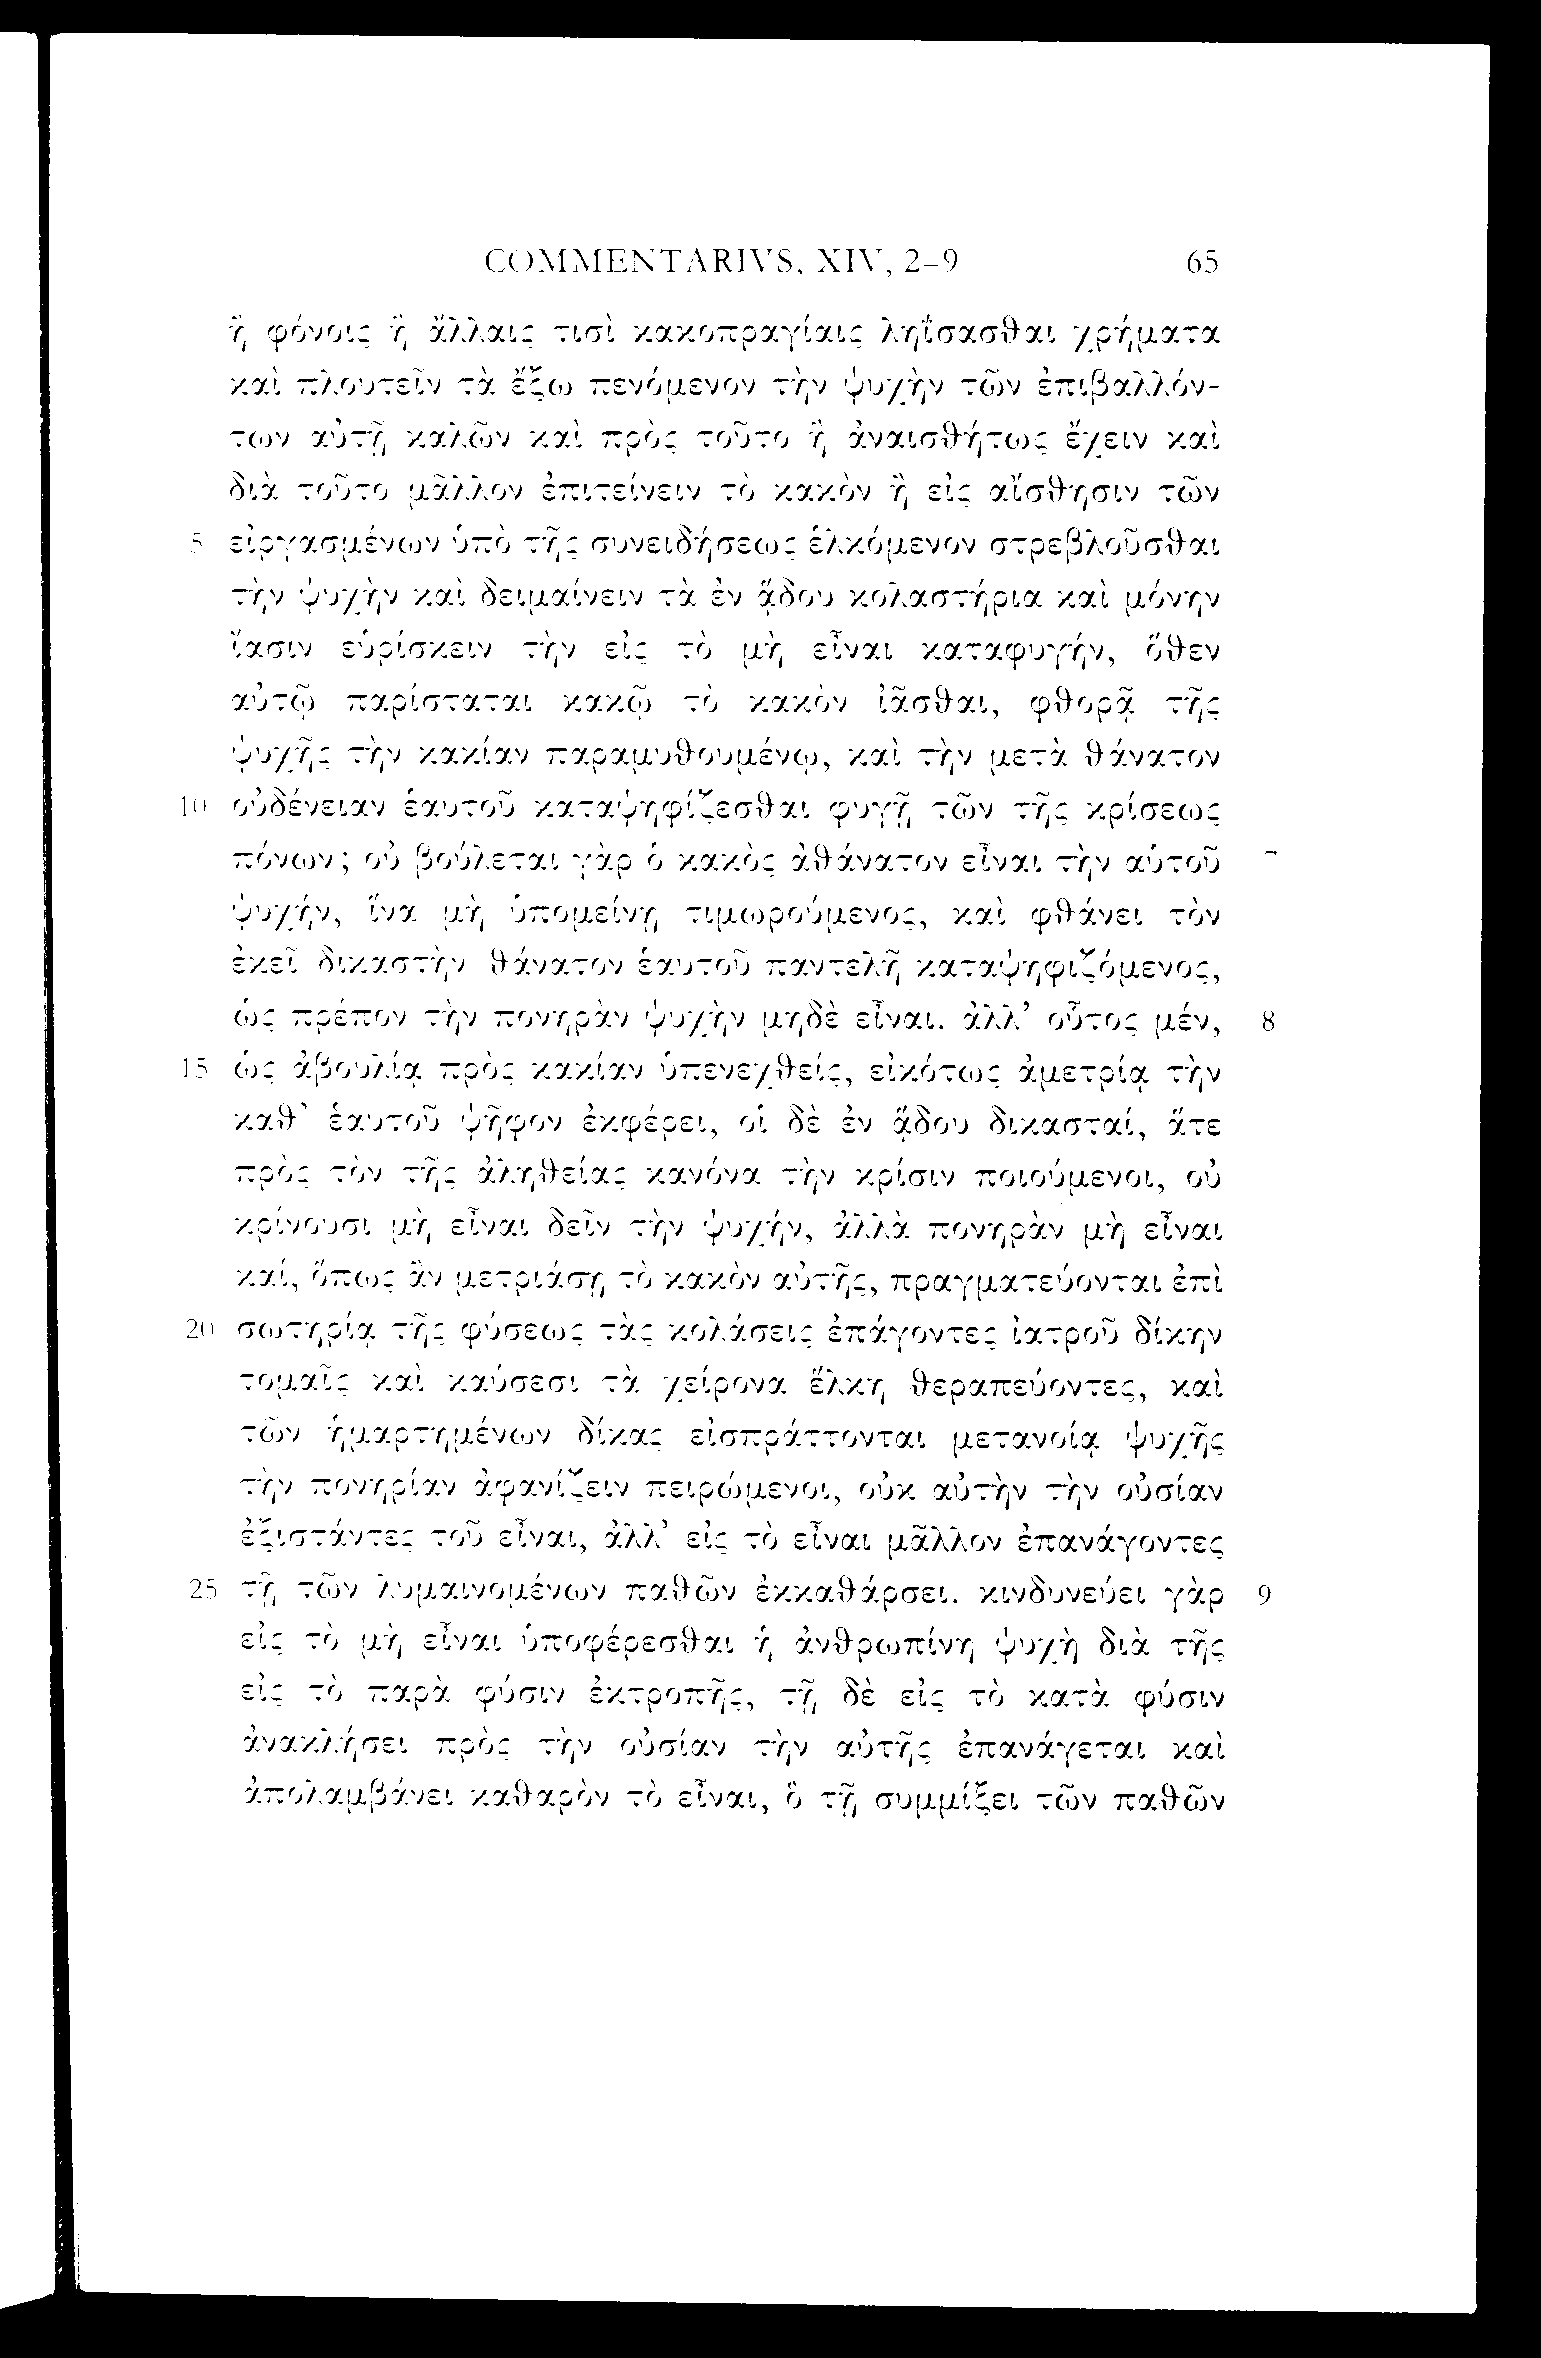 COMMENTARIVS, XIV, 2-9 65
ἢ φόνοις ἢ ἄλλαις τισὶ κακοπραγίαις ληΐσασθαι χρήματα
καὶ πλουτεῖν τὰ ἔξω πενόμενον τὴν ψυχὴν τῶν ἐπιβαλλόν-
των αὐτῇ καλῶν καὶ πρὸς τοῦτο ἢ ἀναισθήτως ἔχειν καὶ
διὰ τοῦτο μᾶλλον ἐπιτείνειν τὸ κακὸν ἢ εἰς αἴσθησιν τῶν
5 εἰργασμένων ὑπὸ τῆς συνειδήσεως ἑλκόμενον στρεβλοῦσθαι
τὴν ψυχὴν καὶ δειμαίνειν τὰ ἐν ᾅδου κολαστήρια καὶ μόνην
ἴασιν εὑρίσκειν τὴν εἰς τὸ μὴ εἶναι καταφυγήν, ὅθεν
αὐτῷ παρίσταται κακῷ τὸ κακὸν ἰᾶσθαι, φθορᾷ τῆς
ψυχῆς τὴν κακίαν παραμυθουμένῳ, καὶ τὴν μετὰ θάνατον
10 οὐδένειαν ἑαυτοῦ καταψηφίζεσθαι φυγῇ τῶν τῆς κρίσεως
πόνων; οὐ βούλεται γὰρ ὁ κακὸς ἀθάνατον εἶναι τὴν αὑτοῦ
ψυχήν, ἵνα μὴ ὑπομείνῃ τιμωρούμενος, καὶ φθάνει τὸν
ἐκεῖ δικαστὴν θάνατον ἑαυτοῦ παντελῆ καταψηφιζόμενος,
ὡς πρέπον τὴν πονηρὰν ψυχὴν μηδὲ εἶναι. ἀλλ’ οὗτος μέν, 8
15 ὡς ἀβουλίᾳ πρὸς κακίαν ὑπενεχθείς, εἰκότως ἀμετρίᾳ τὴν
καθ’ ἑαυτοῦ ψῆφον ἐκφέρει, οἱ δὲ ἐν ᾅδου δικασταί, ἅτε
πρὸς τὸν τῆς ἀληθείας κανόνα τὴν κρίσιν ποιούμενοι, οὐ
κρίνουσι μὴ εἶναι δεῖν τὴν ψυχήν, ἀλλὰ πονηρὰν μὴ εἶναι
καί, ὅπως ἂν μετριάσῃ τὸ κακὸν αὐτῆς, πραγματεύονται ἐπὶ
20 σωτηρίᾳ τῆς φύσεως τὰς κολάσεις ἐπάγοντες ἰατροῦ δίκην
τομαῖς καὶ καύσεσι τὰ χείρονα ἕλκη θεραπεύοντες, καὶ
τῶν ἡμαρτημένων δίκας εἰσπράττονται μετανοίᾳ ψυχῆς
τὴν πονηρίαν ἀφανίζειν πειρώμενοι, οὐκ αὐτὴν τὴν οὐσίαν
ἐξιστάντες τοῦ εἶναι, ἀλλ’ εἰς τὸ εἶναι μᾶλλον ἐπανάγοντες
25 τῇ τῶν λυμαινομένων παθῶν ἐκκαθάρσει. κινδυνεύει γὰρ 9
εἰς τὸ μὴ εἶναι ὑποφέρεσθαι ἡ ἀνθρωπίνη ψυχὴ διὰ τῆς
εἰς τὸ παρὰ φύσιν ἐκτροπῆς, τῇ δὲ εἰς τὸ κατὰ φύσιν
ἀνακλήσει πρὸς τὴν οὐσίαν τὴν αὑτῆς ἐπανάγεται καὶ
ἀπολαμβάνει καθαρὸν τὸ εἶναι, ὃ τῇ συμμίξει τῶν παθῶν